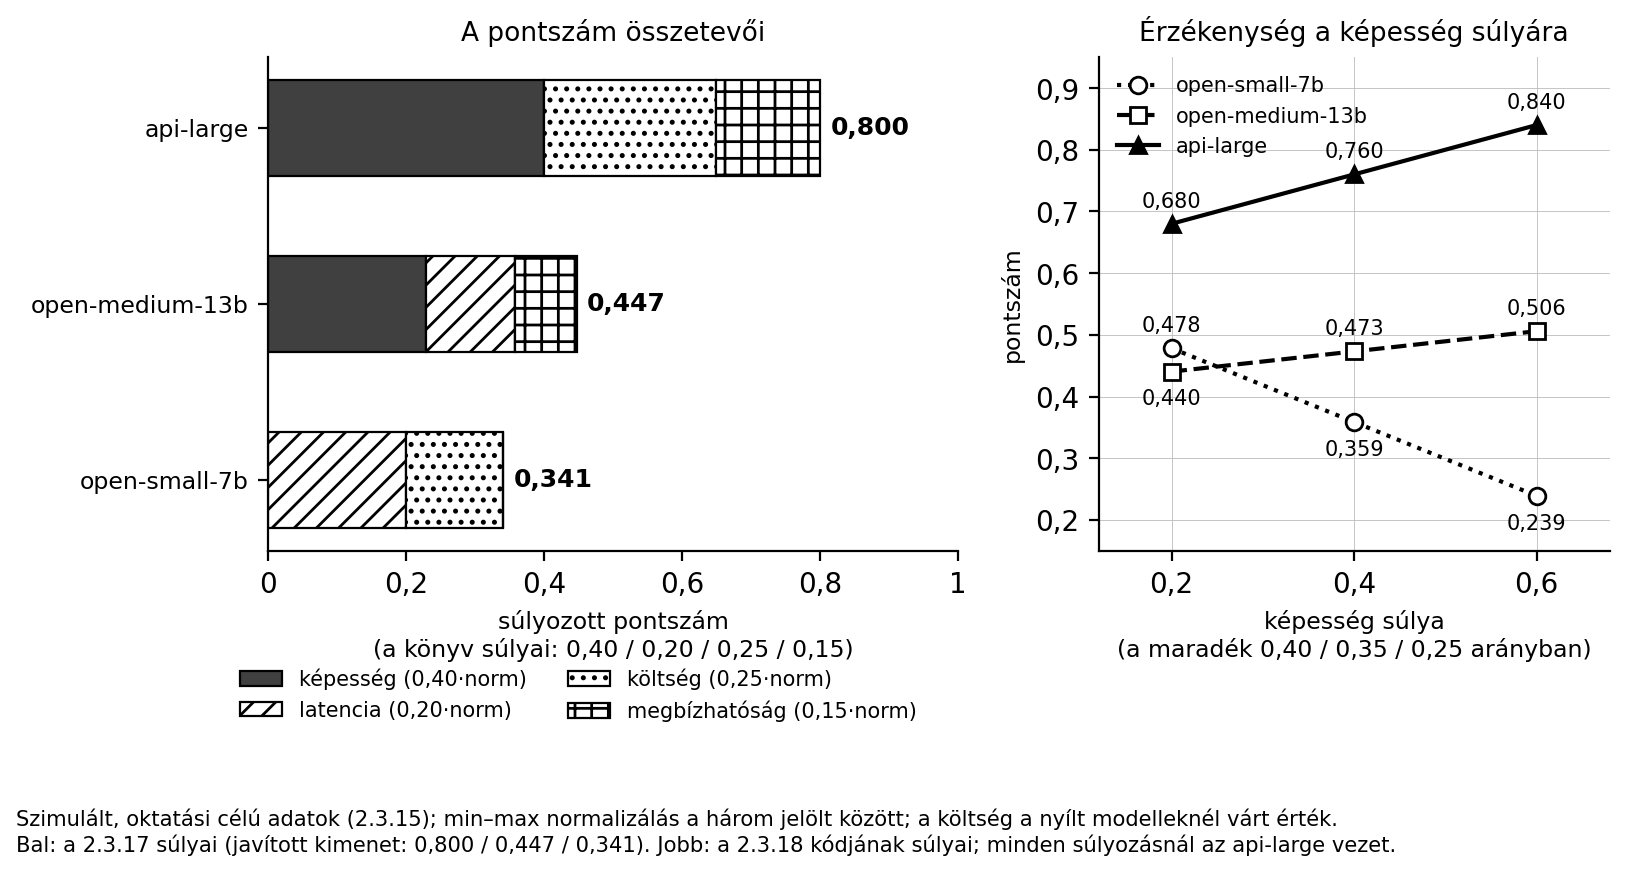 A pontszám összetevői
api-large
0,800
open-medium-13b
0,447
open-small-7b
0,341
0
0,2
0,4
0,6
0,8
1
súlyozott pontszám
(a könyv súlyai: 0,40 / 0,20 / 0,25 / 0,15)
képesség (0,40·norm)
latencia (0,20·norm)
költség (0,25·norm)
megbízhatóság (0,15·norm)
Érzékenység a képesség súlyára
open-small-7b
open-medium-13b
api-large
pontszám
0,9
0,8
0,7
0,6
0,5
0,4
0,3
0,2
0,680
0,760
0,840
0,478
0,473
0,506
0,440
0,359
0,239
0,2
0,4
0,6
képesség súlya
(a maradék 0,40 / 0,35 / 0,25 arányban)
Szimulált, oktatási célú adatok (2.3.15); min–max normalizálás a három jelölt között; a költség a nyílt modelleknél várt érték.
Bal: a 2.3.17 súlyai (javított kimenet: 0,800 / 0,447 / 0,341). Jobb: a 2.3.18 kódjának súlyai; minden súlyozásnál az api-large vezet.